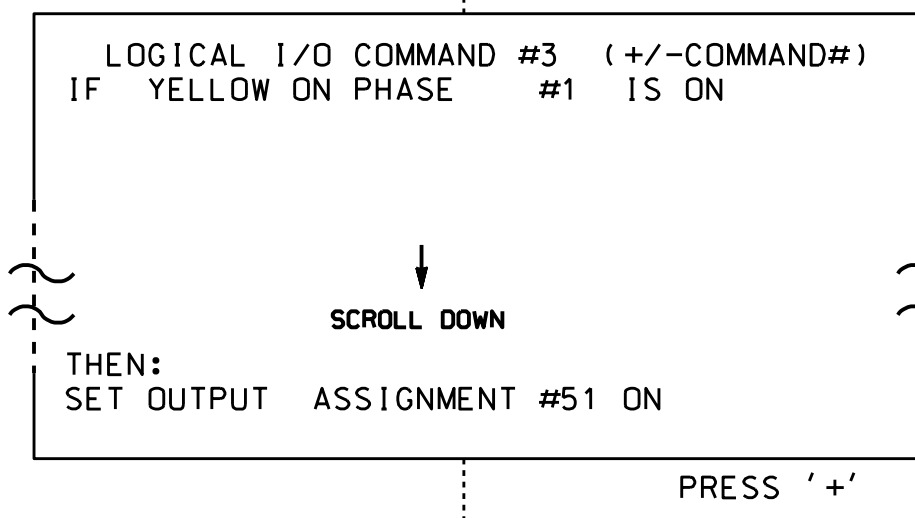 LOGICAL I/O COMMAND #3 (+/-COMMAND#)
IF YELLOW ON PHASE #1 IS ON
SCROLL DOWN
THEN:
SET OUTPUT ASSIGNMENT #51 ON
PRESS '+'